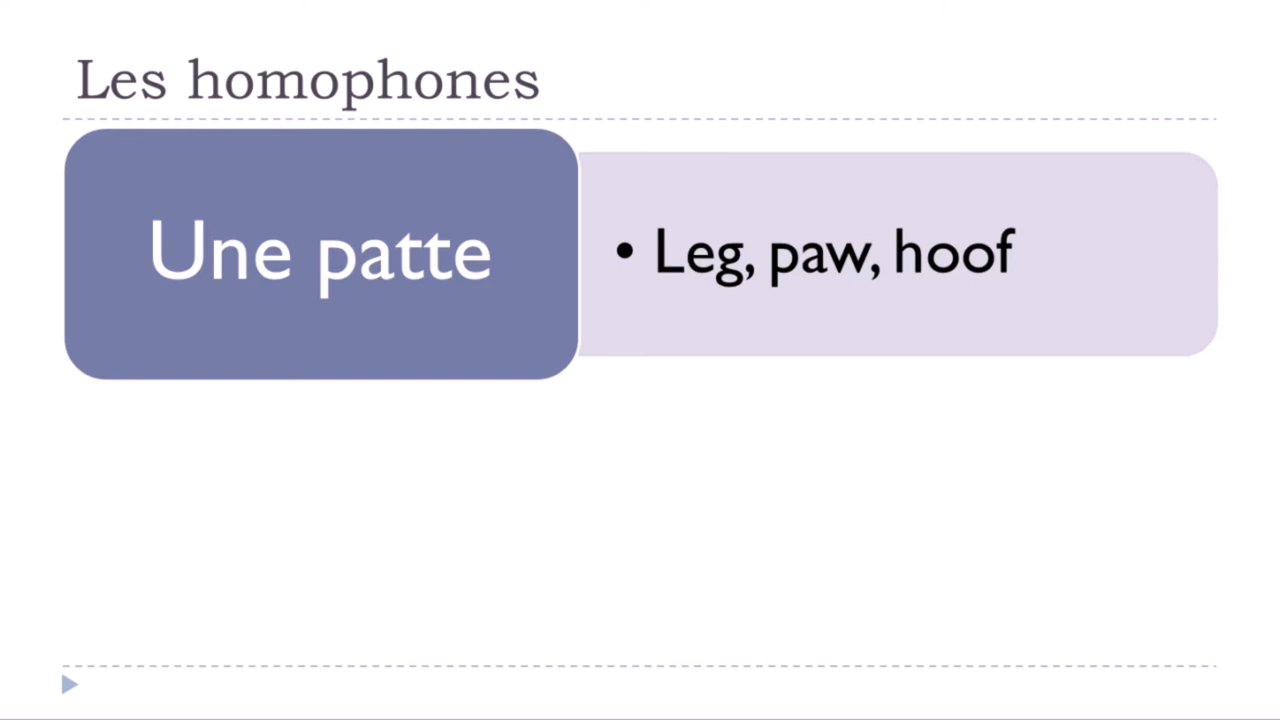 Les homophones
Une patte
• Leg, paw, hoof